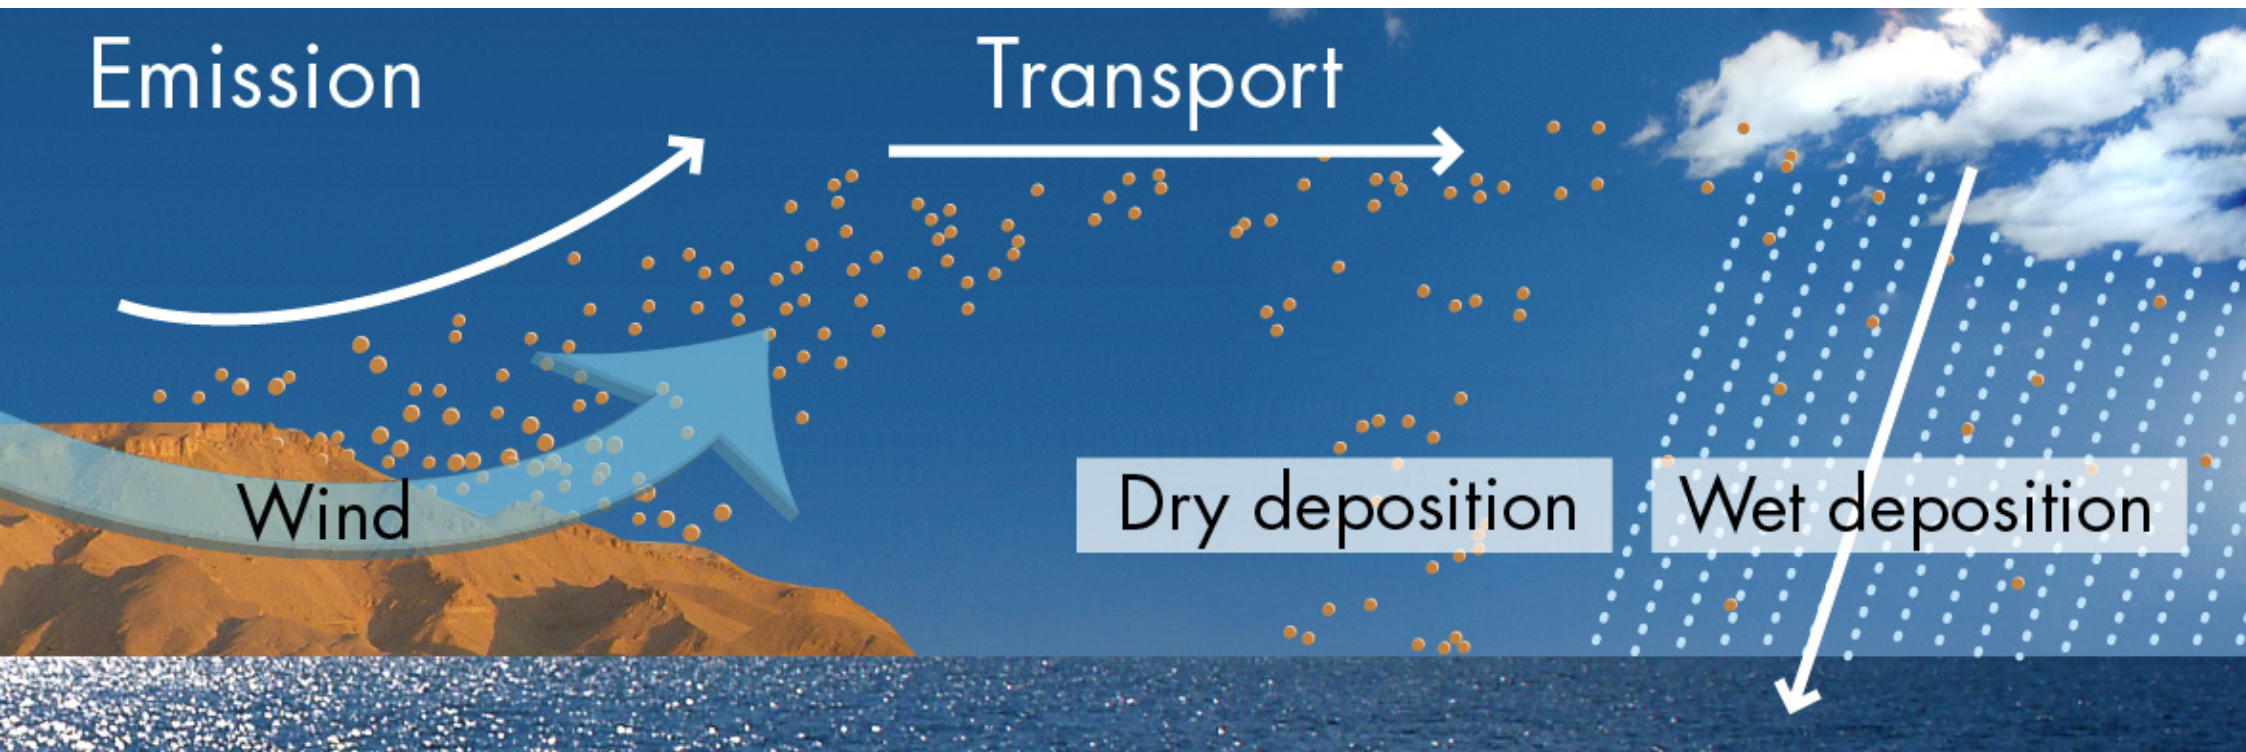 Emission
Transport
Wind
Dry deposition
Wet deposition